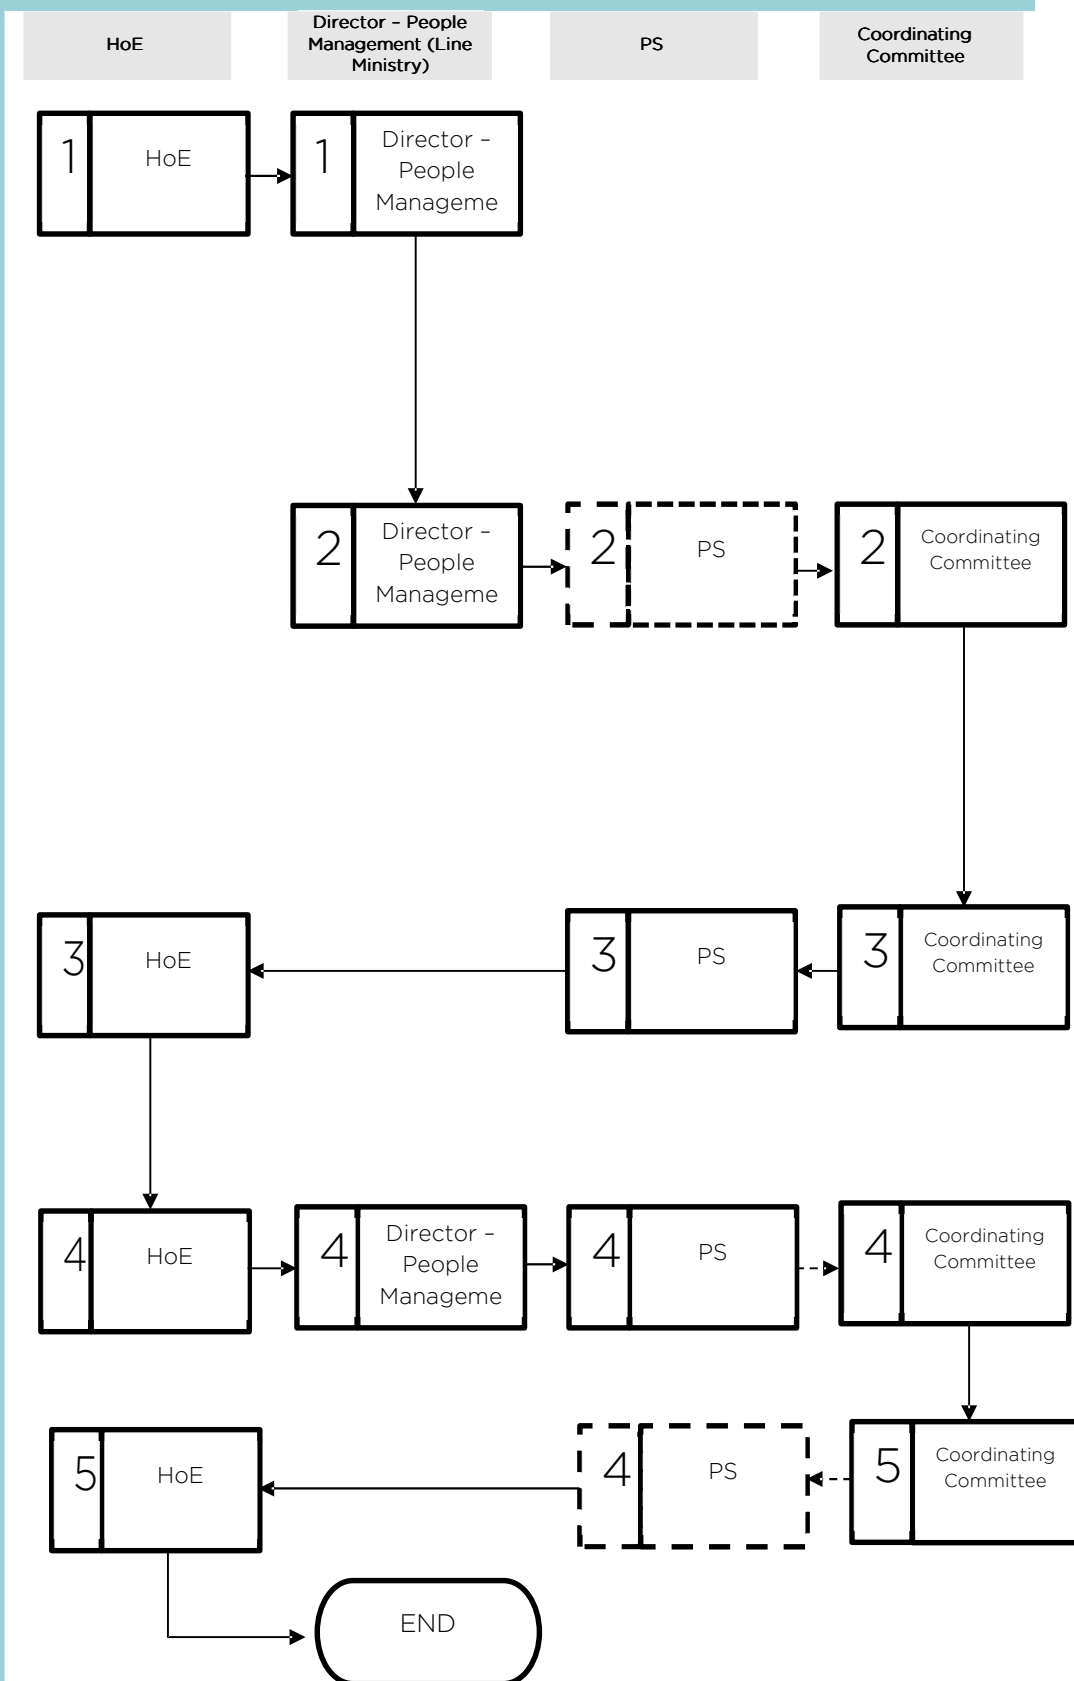 HoE
Director – People
Management (Line
Ministry)
PS
Coordinating
Committee
1
HoE
1
Director –
People
Manageme
2
Director –
People
Manageme
2
PS
2
Coordinating
Committee
3
HoE
3
PS
3
Coordinating
Committee
4
HoE
4
Director –
People
Manageme
4
PS
4
Coordinating
Committee
5
HoE
4
PS
5
Coordinating
Committee
END